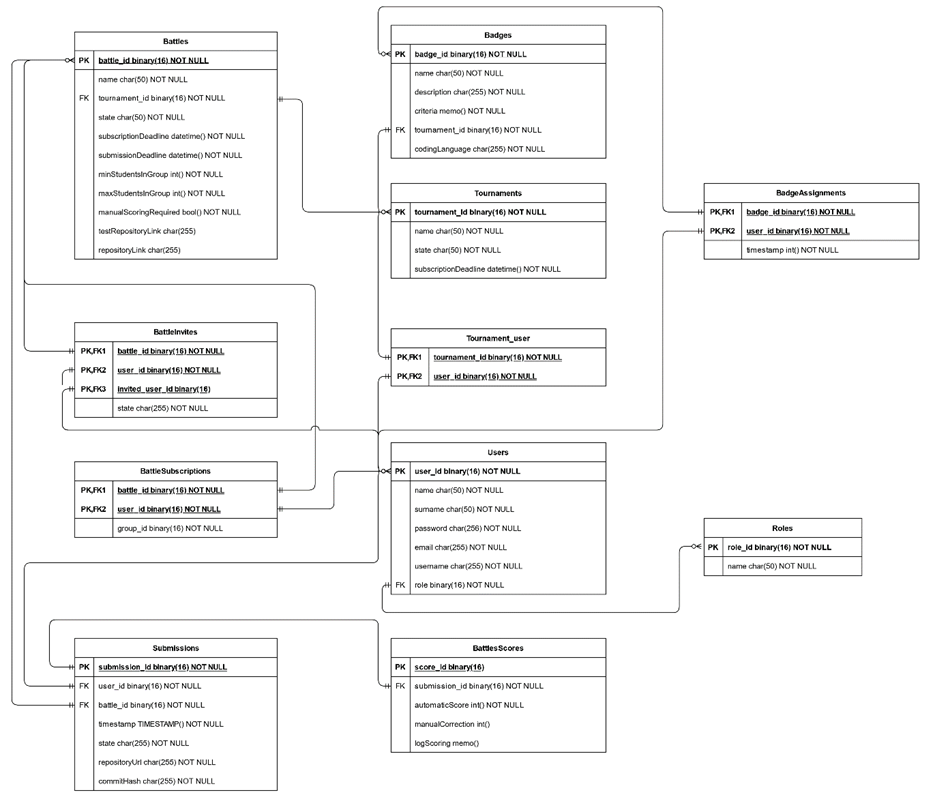 Battles
PK battle_id binary(16) NOT NULL
name char(50) NOT NULL
FK tournament_id binary(16) NOT NULL
state char(50) NOT NULL
subscriptionDeadline datetime() NOT NULL
submissionDeadline datetime() NOT NULL
minStudentsInGroup int() NOT NULL
maxStudentsInGroup int() NOT NULL
manualScoringRequired bool() NOT NULL
testRepositoryLink char(255)
repositoryLink char(255)
Badges
PK badge_id binary(16) NOT NULL
name char(50) NOT NULL
description char(255) NOT NULL
criteria memo() NOT NULL
FK tournament_id binary(16) NOT NULL
codingLanguage char(255) NOT NULL
Tournaments
PK tournament_id binary(16) NOT NULL
name char(50) NOT NULL
state char(50) NOT NULL
subscriptionDeadline datetime() NOT NULL
BadgeAssignments
PK,FK1 badge_id binary(16) NOT NULL
PK,FK2 user_id binary(16) NOT NULL
timestamp int() NOT NULL
BattleInvites
PK,FK1 battle_id binary(16) NOT NULL
PK,FK2 user_id binary(16) NOT NULL
PK,FK3 invited_user_id binary(16)
state char(255) NOT NULL
Tournament_user
PK,FK1 tournament_id binary(16) NOT NULL
PK,FK2 user_id binary(16) NOT NULL
BattleSubscriptions
PK,FK1 battle_id binary(16) NOT NULL
PK,FK2 user_id binary(16) NOT NULL
group_id binary(16) NOT NULL
Users
PK user_id binary(16) NOT NULL
name char(50) NOT NULL
surname char(50) NOT NULL
password char(256) NOT NULL
email char(255) NOT NULL
username char(255) NOT NULL
FK role binary(16) NOT NULL
Roles
PK role_id binary(16) NOT NULL
name char(50) NOT NULL
Submissions
PK submission_id binary(16) NOT NULL
FK user_id binary(16) NOT NULL
FK battle_id binary(16) NOT NULL
timestamp TIMESTAMP() NOT NULL
state char(255) NOT NULL
repositoryUrl char(255) NOT NULL
commitHash char(255) NOT NULL
BattlesScores
PK score_id binary(16)
FK submission_id binary(16) NOT NULL
automaticScore int() NOT NULL
manualCorrection int()
logScoring memo()